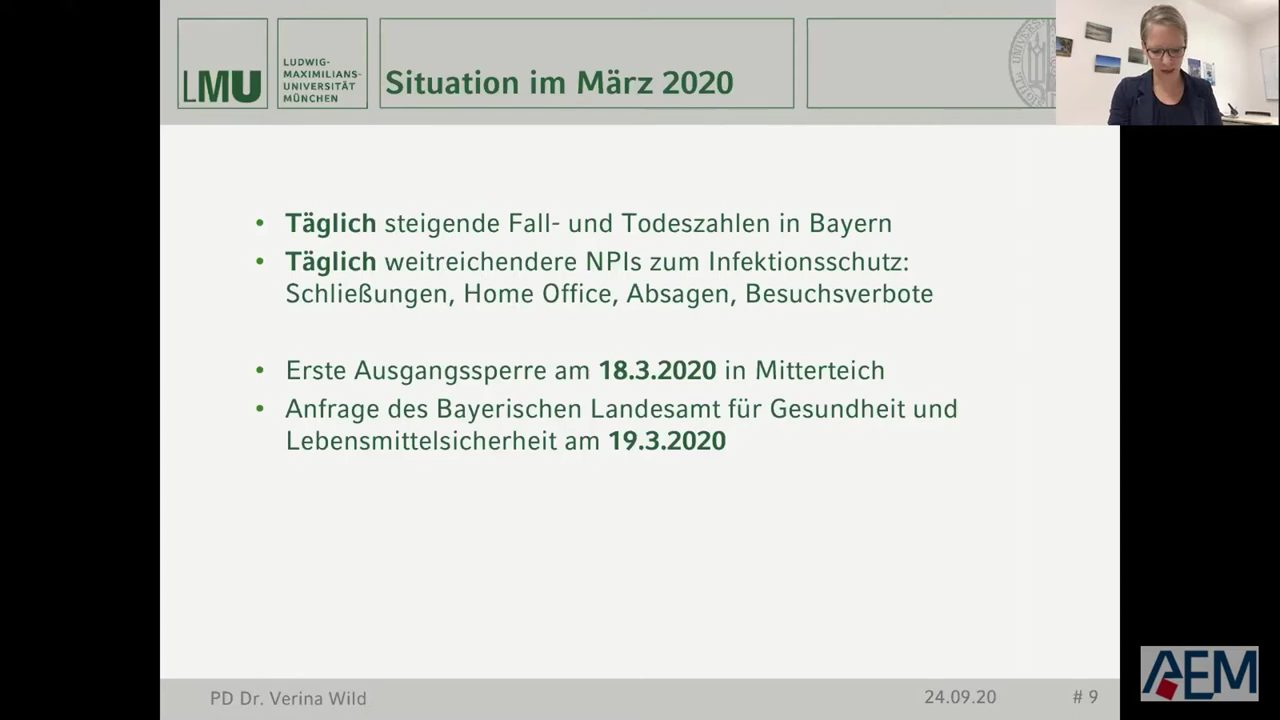 LMU
LUDWIG-
MAXIMILIANS-
UNIVERSITÄT
MÜNCHEN
Situation im März 2020
• Täglich steigende Fall- und Todeszahlen in Bayern
• Täglich weitreichendere NPIs zum Infektionsschutz:
Schließungen, Home Office, Absagen, Besuchsverbote
• Erste Ausgangssperre am 18.3.2020 in Mitterteich
• Anfrage des Bayerischen Landesamt für Gesundheit und
Lebensmittelsicherheit am 19.3.2020
PD Dr. Verina Wild
24.09.20
# 9
AEM